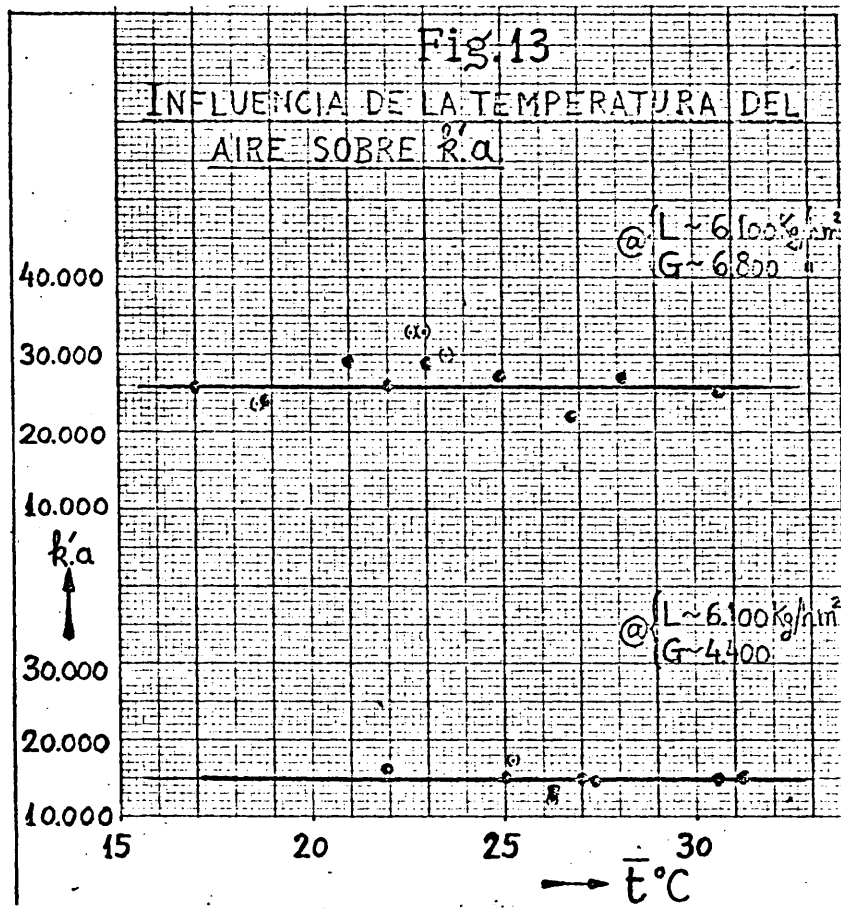 Fig. 13
INFLUENCIA DE LA TEMPERATURA DEL
AIRE SOBRE k'.a
@ { L ~ 6.100 Kg/hm²
G ~ 6.800 "
40.000
30.000
20.000
10.000
k'.a
@ { L ~ 6.100 Kg/hm²
G ~ 4.400
30.000
20.000
10.000
15 20 25 30
t̅ °C